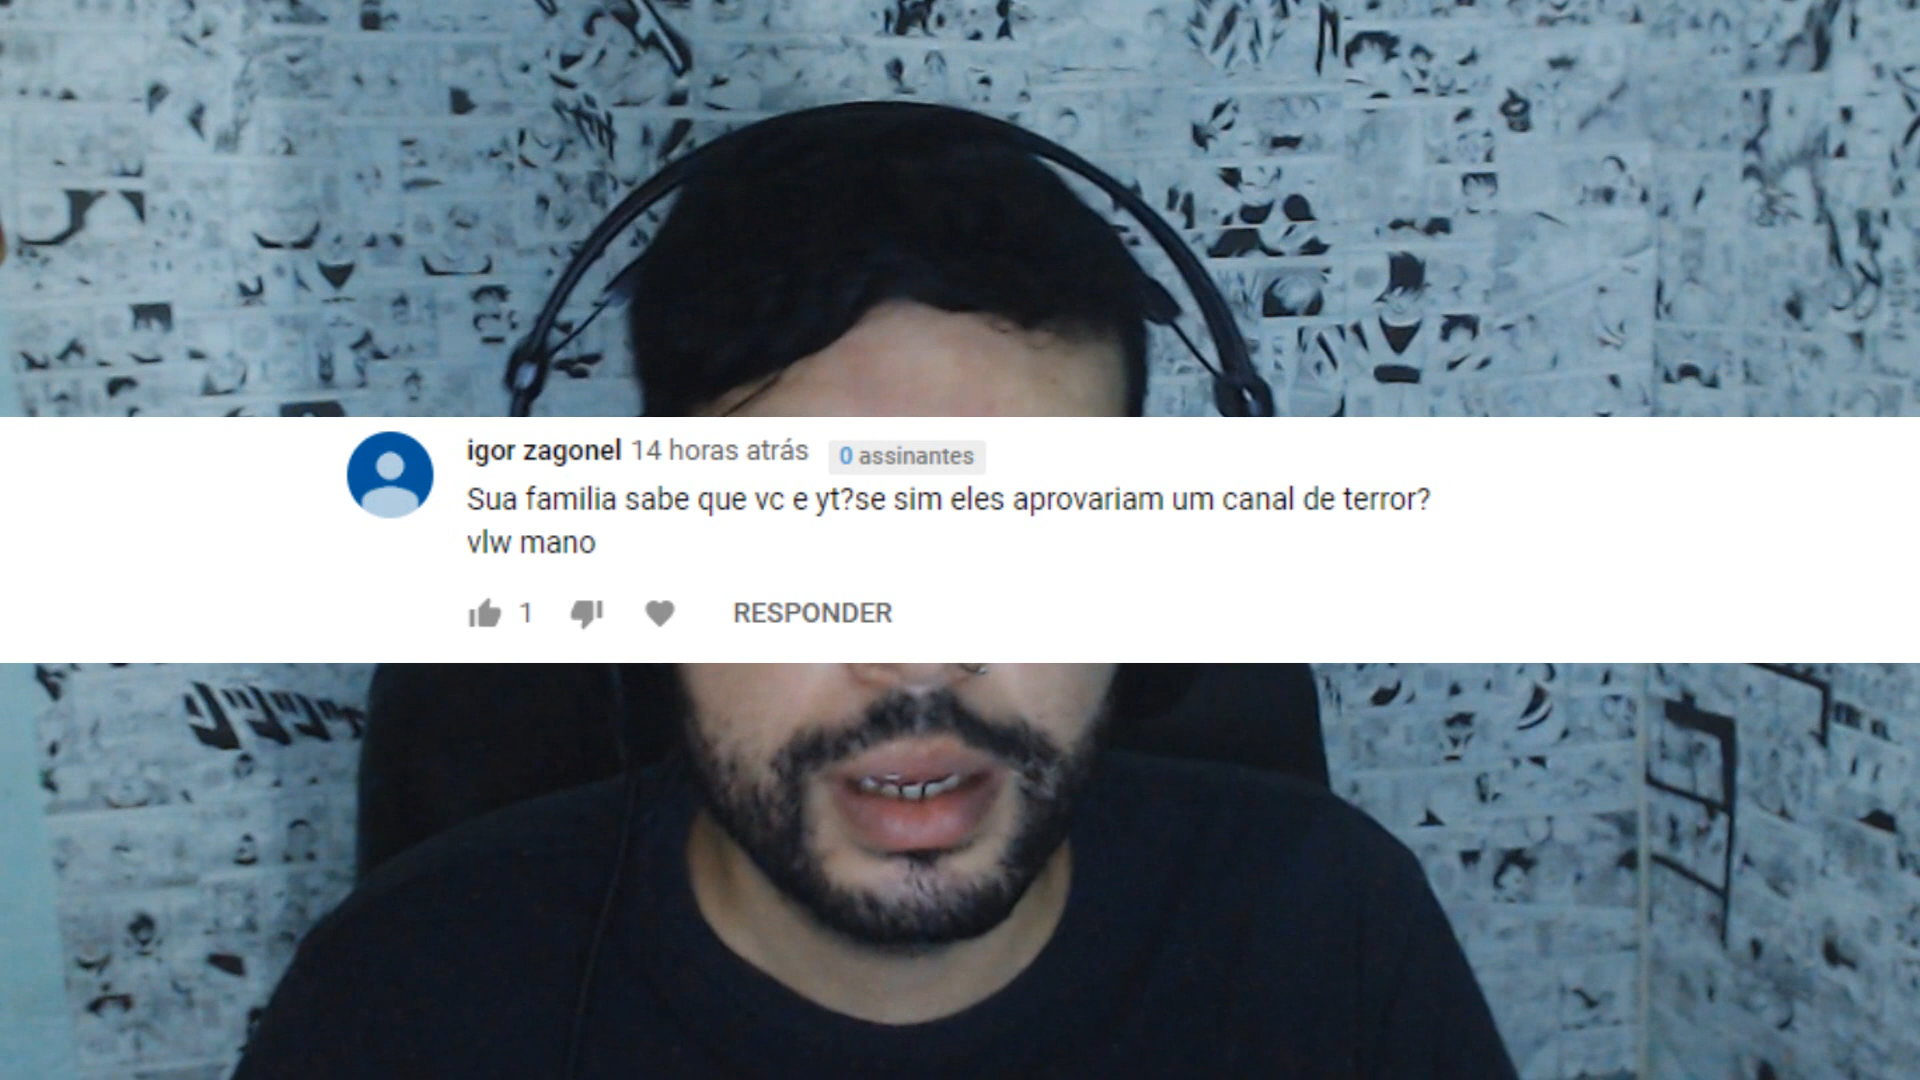 igor zagonel 14 horas atrás 0 assinantes
Sua familia sabe que vc e yt?se sim eles aprovariam um canal de terror?
vlw mano
1 RESPONDER